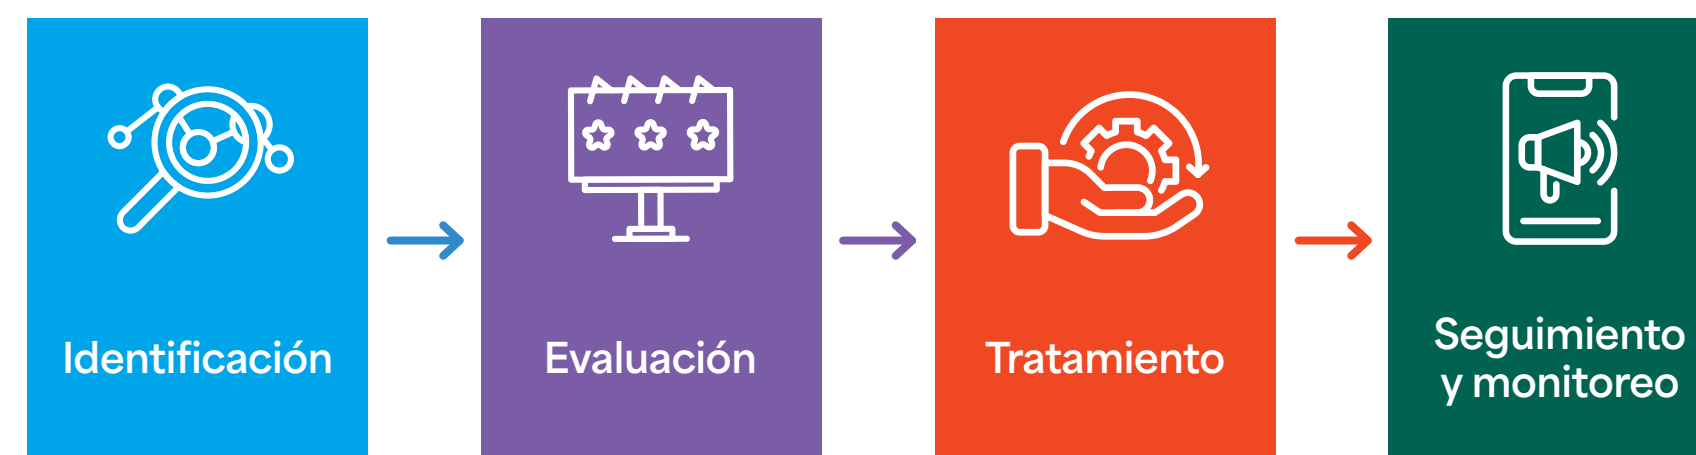 Identificación
Evaluación
Tratamiento
Seguimiento
y monitoreo